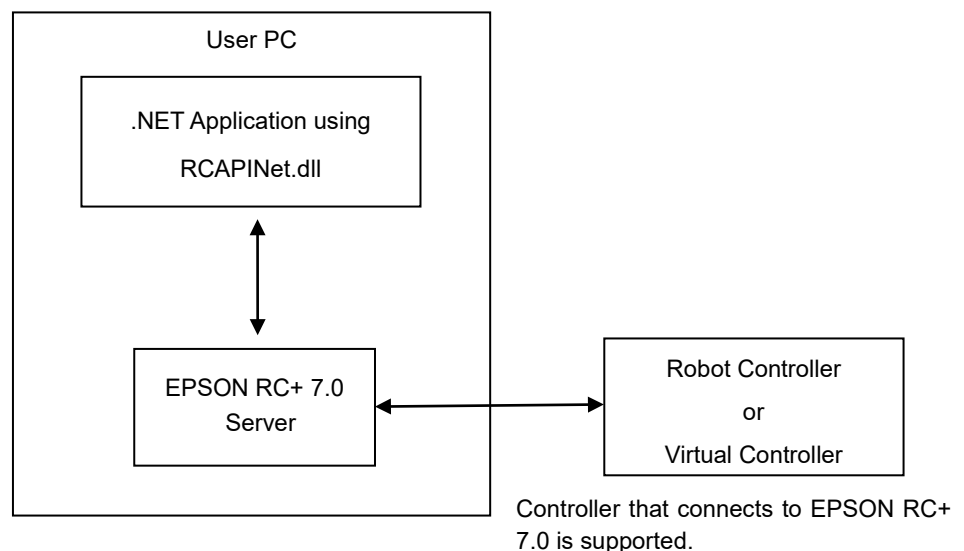 User PC
.NET Application using
RCAPINet.dll
EPSON RC+ 7.0
Server
Robot Controller
or
Virtual Controller
Controller that connects to EPSON RC+
7.0 is supported.